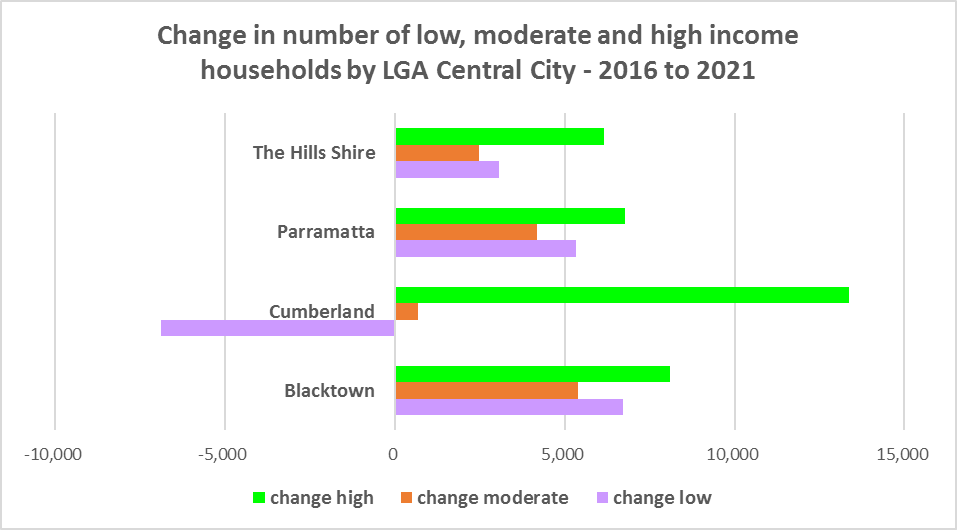 Change in number of low, moderate and high income
households by LGA Central City - 2016 to 2021
The Hills Shire
Parramatta
Cumberland
Blacktown
-10,000 -5,000 0 5,000 10,000 15,000
change high change moderate change low